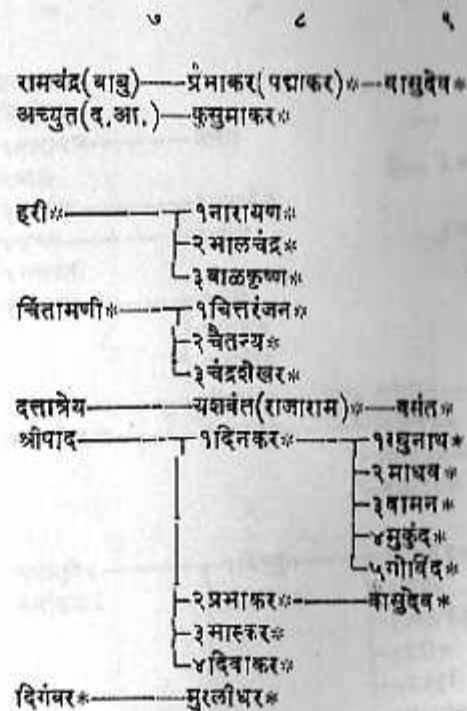 ७ ८ ९
रामचंद्र(बाबु)——प्रभाकर(पद्माकर)*—वासुदेव*
अच्युत(द.आ.)——कुसुमाकर*
हरी*—— १नारायण*
२भालचंद्र*
३बाळकृष्ण*
चिंतामणी*—— १चित्तरंजन*
२चैतन्य*
३चंद्रशेखर*
दत्तात्रेय——यशवंत(राजाराम)*—वसंत*
श्रीपाद—— १दिनकर*—— १रघुनाथ*
२माधव*
३वामन*
४मुकुंद*
५गोविंद*
२प्रभाकर*——वासुदेव*
३भास्कर*
४दिवाकर*
दिगंबर*——मुरलीधर*